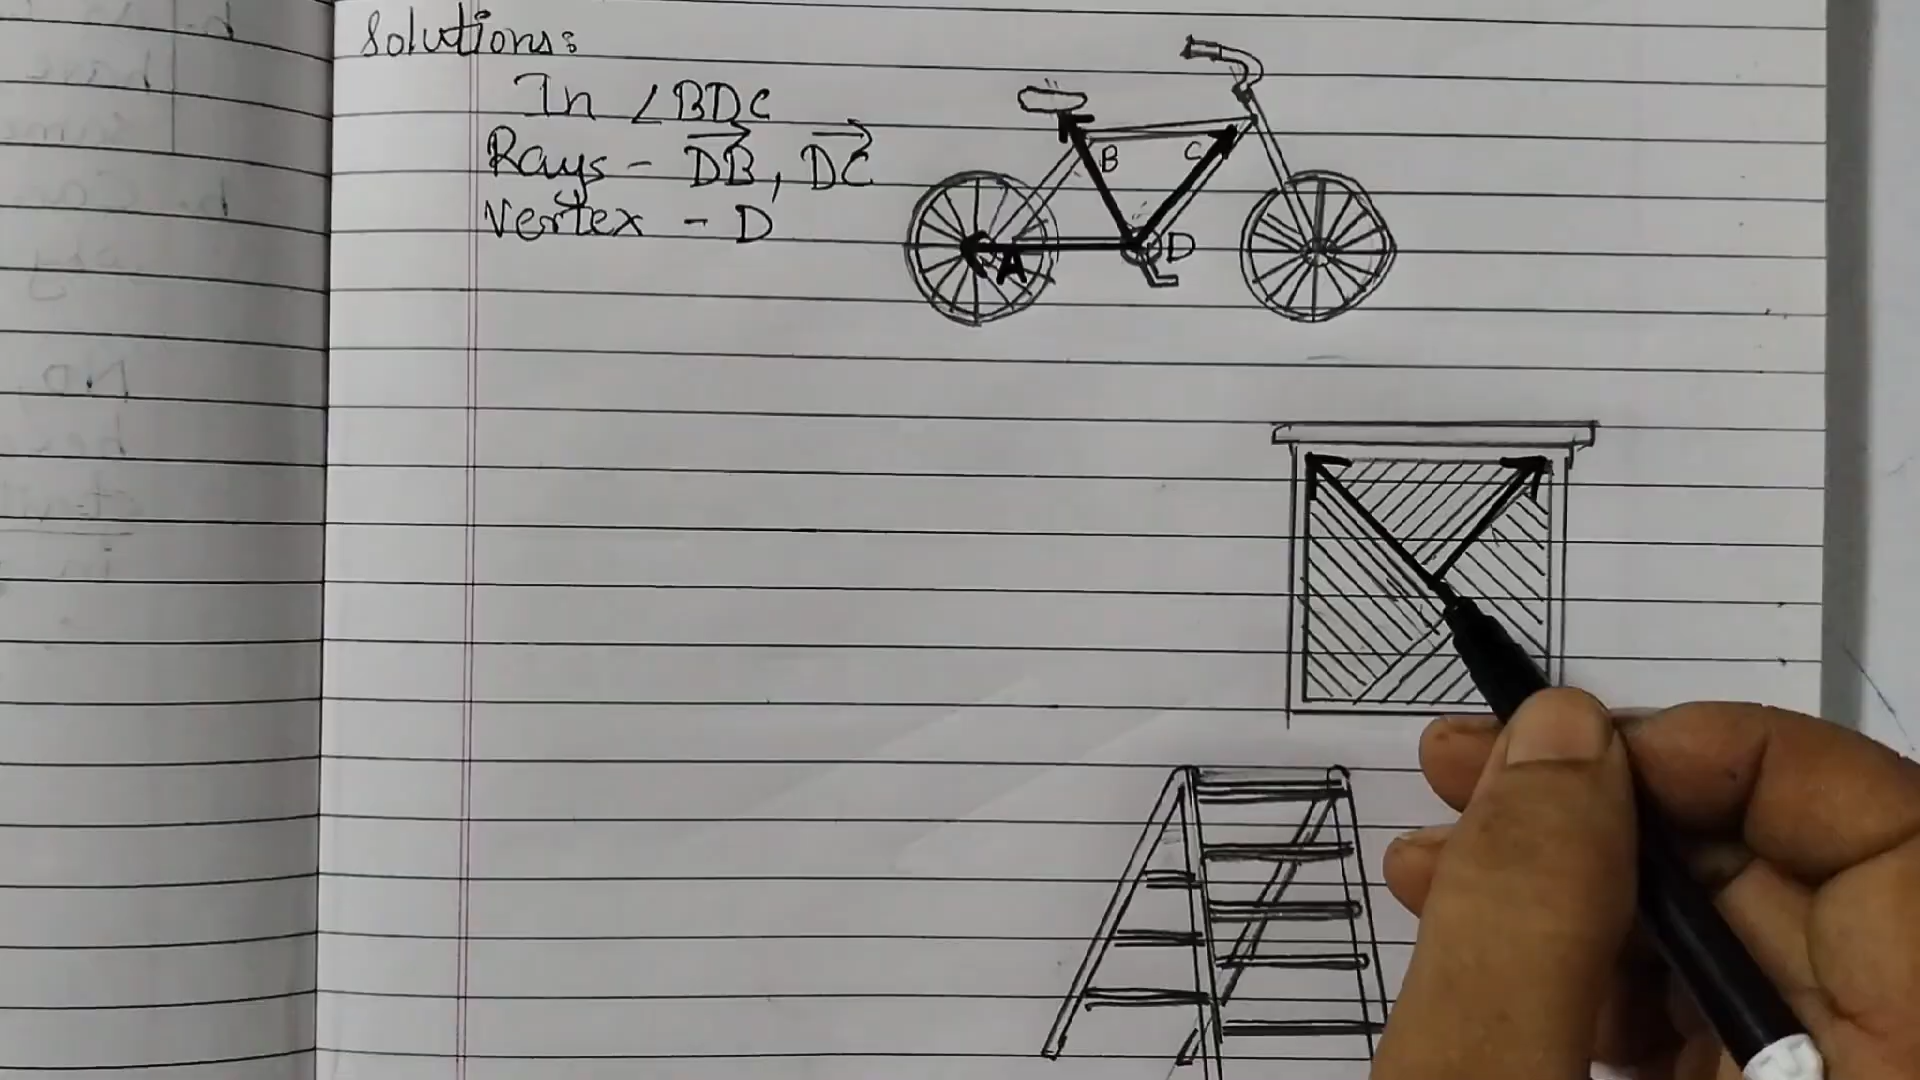 Solutions:
In ∠BDC
Rays - DB→, DC→
Vertex - D
B
C
A
D